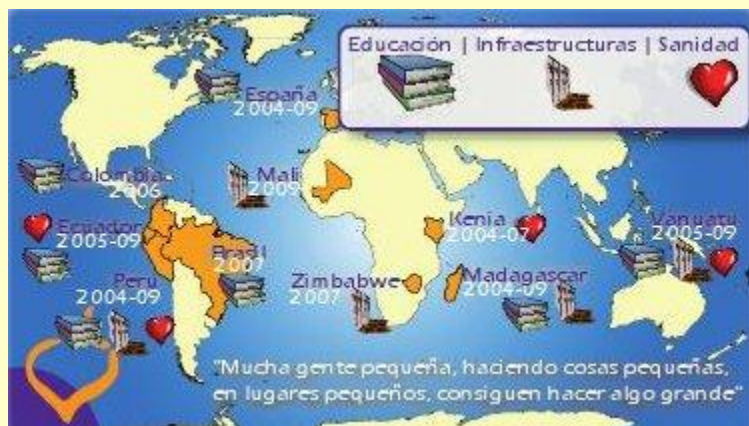 Educación | Infraestructuras | Sanidad
España
2004-09
Colombia
2006
Mali
2009
Ecuador
2005-09
Kenia
2004-07
Vanuatu
2005-09
Brasil
2007
Perú
2004-09
Zimbabwe
2007
Madagascar
2004-09
"Mucha gente pequeña, haciendo cosas pequeñas,
en lugares pequeños, consiguen hacer algo grande"